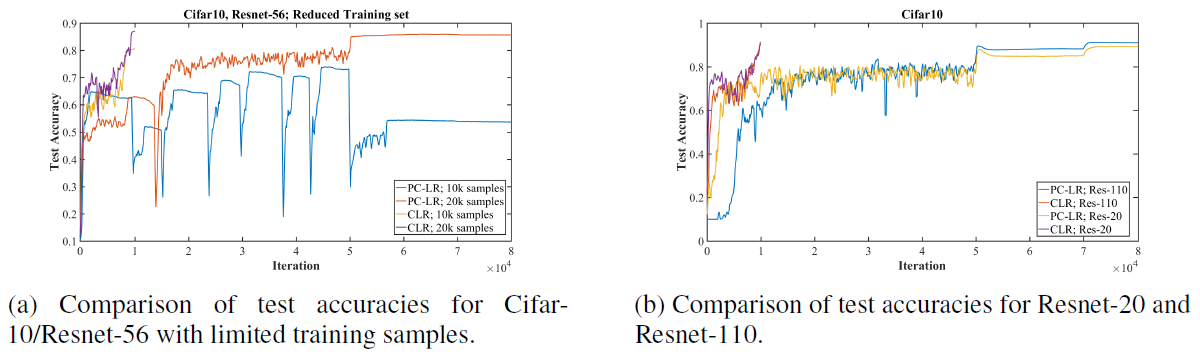 Cifar10, Resnet-56; Reduced Training set
0.9
0.8
0.7
0.6
0.5
0.4
0.3
0.2
0.1
Test Accuracy
0 1 2 3 4 5 6 7 8
Iteration
×10⁴
PC-LR; 10k samples
PC-LR; 20k samples
CLR; 10k samples
CLR; 20k samples
(a) Comparison of test accuracies for Cifar-
10/Resnet-56 with limited training samples.
Cifar10
1
0.8
0.6
0.4
0.2
0
Test Accuracy
0 1 2 3 4 5 6 7 8
Iteration
×10⁴
PC-LR; Res-110
CLR; Res-110
PC-LR; Res-20
CLR; Res-20
(b) Comparison of test accuracies for Resnet-20 and
Resnet-110.